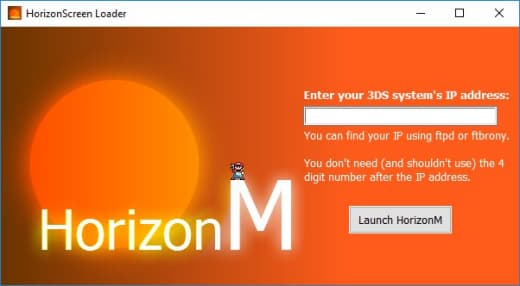 HorizonScreen Loader
Enter your 3DS system's IP address:
You can find your IP using ftpd or ftbrony.
You don't need (and shouldn't use) the 4
digit number after the IP address.
HorizonM
Launch HorizonM